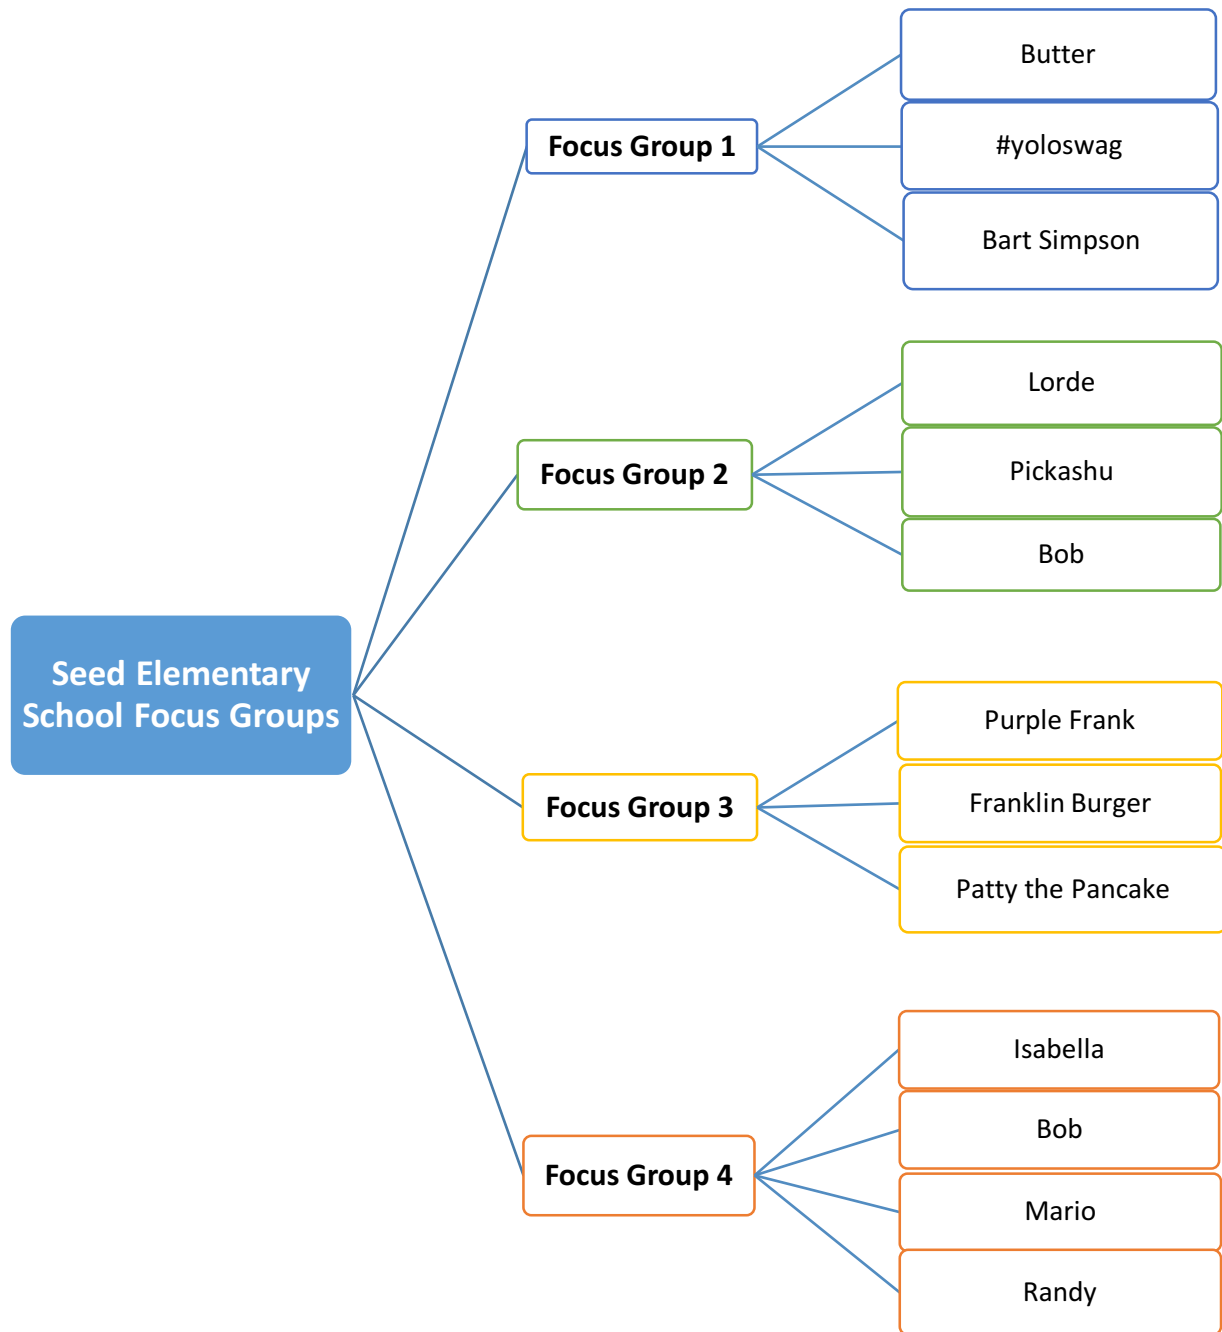 Seed Elementary
School Focus Groups
Focus Group 1
Butter
#yoloswag
Bart Simpson
Focus Group 2
Lorde
Pickashu
Bob
Focus Group 3
Purple Frank
Franklin Burger
Patty the Pancake
Focus Group 4
Isabella
Bob
Mario
Randy